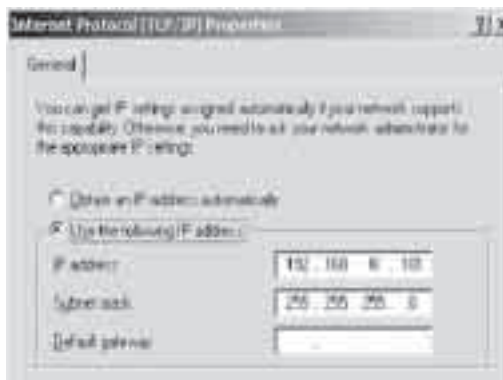 Internet Protocol (TCP/IP) Properties
General
You can get IP settings assigned automatically if your network supports
this capability. Otherwise, you need to ask your network administrator for
the appropriate IP settings.
Obtain an IP address automatically
Use the following IP address:
IP address: 192 . 168 .
Subnet mask: 255 . 255 . 255 . 0
Default gateway: